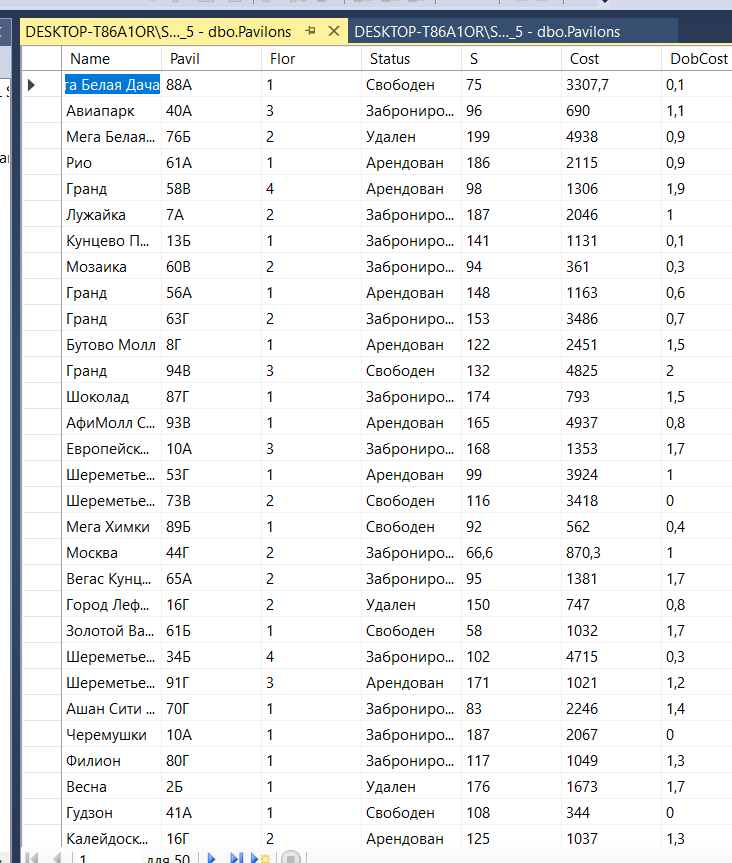 DESKTOP-T86A1OR\S..._5 - dbo.Pavilons DESKTOP-T86A1OR\S..._5 - dbo.Pavilons
Name Pavil Flor Status S Cost DobCost
га Белая Дача 88А 1 Свободен 75 3307,7 0,1
Авиапарк 40А 3 Заброниро... 96 690 1,1
Мега Белая... 76Б 2 Удален 199 4938 0,9
Рио 61А 1 Арендован 186 2115 0,9
Гранд 58В 4 Арендован 98 1306 1,9
Лужайка 7А 2 Заброниро... 187 2046 1
Кунцево П... 13Б 1 Заброниро... 141 1131 0,1
Мозаика 60В 2 Заброниро... 94 361 0,3
Гранд 56А 1 Арендован 148 1163 0,6
Гранд 63Г 2 Заброниро... 153 3486 0,7
Бутово Молл 8Г 1 Арендован 122 2451 1,5
Гранд 94В 3 Свободен 132 4825 2
Шоколад 87Г 1 Заброниро... 174 793 1,5
АфиМолл С... 93В 1 Арендован 165 4937 0,8
Европейск... 10А 3 Заброниро... 168 1353 1,7
Шереметье... 53Г 1 Арендован 99 3924 1
Шереметье... 73В 2 Свободен 116 3418 0
Мега Химки 89Б 1 Свободен 92 562 0,4
Москва 44Г 2 Заброниро... 66,6 870,3 1
Вегас Кунц... 65А 2 Заброниро... 95 1381 1,7
Город Леф... 16Г 2 Удален 150 747 0,8
Золотой Ва... 61Б 1 Свободен 58 1032 1,7
Шереметье... 34Б 4 Заброниро... 102 4715 0,3
Шереметье... 91Г 3 Арендован 171 1021 1,2
Ашан Сити ... 70Г 1 Заброниро... 83 2246 1,4
Черемушки 10А 1 Заброниро... 187 2067 0
Филион 80Г 1 Заброниро... 117 1049 1,3
Весна 2Б 1 Удален 176 1673 1,7
Гудзон 41А 1 Свободен 108 344 0
Калейдоск... 16Г 2 Арендован 125 1037 1,3
1 для 50